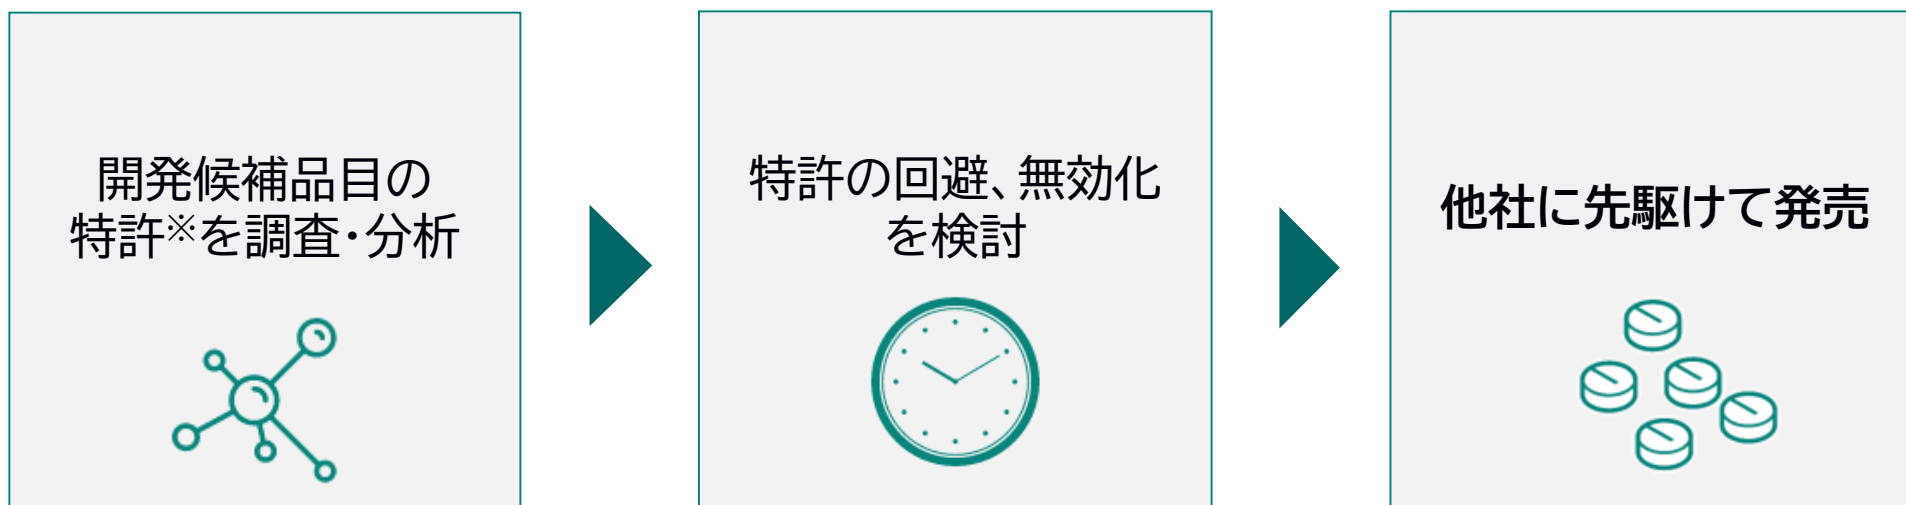 開発候補品目の
特許※を調査・分析
特許の回避、無効化
を検討
他社に先駆けて発売